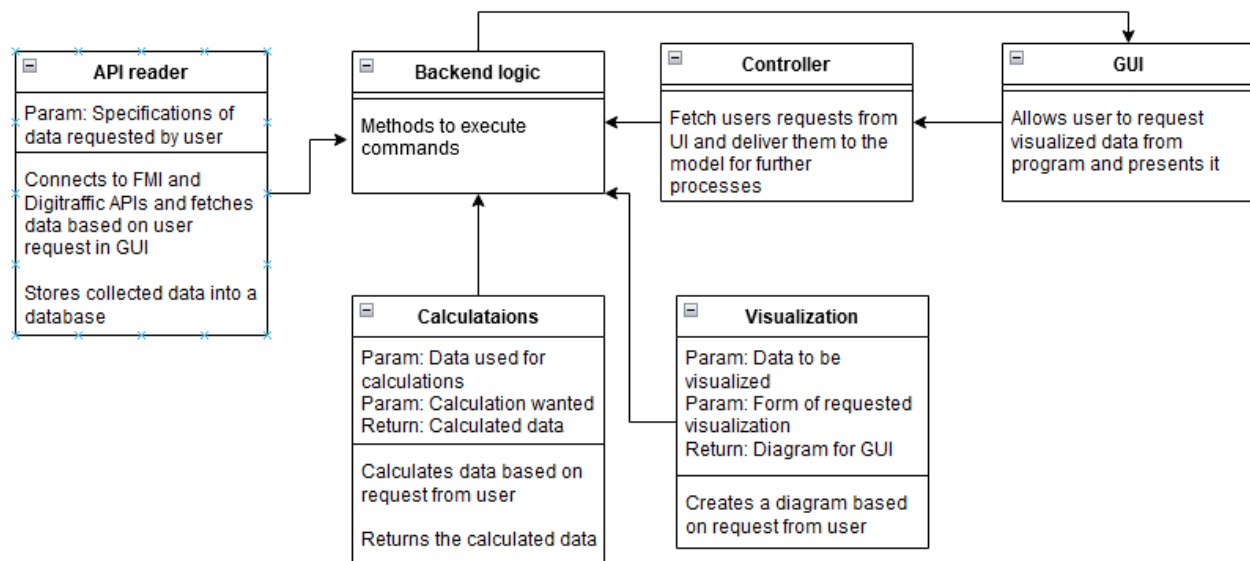 API reader
Param: Specifications of
data requested by user
Connects to FMI and
Digitraffic APIs and fetches
data based on user
request in GUI
Stores collected data into a
database
Backend logic
Methods to execute
commands
Controller
Fetch users requests from
UI and deliver them to the
model for further
processes
GUI
Allows user to request
visualized data from
program and presents it
Calculataions
Param: Data used for
calculations
Param: Calculation wanted
Return: Calculated data
Calculates data based on
request from user
Returns the calculated data
Visualization
Param: Data to be
visualized
Param: Form of requested
visualization
Return: Diagram for GUI
Creates a diagram based
on request from user